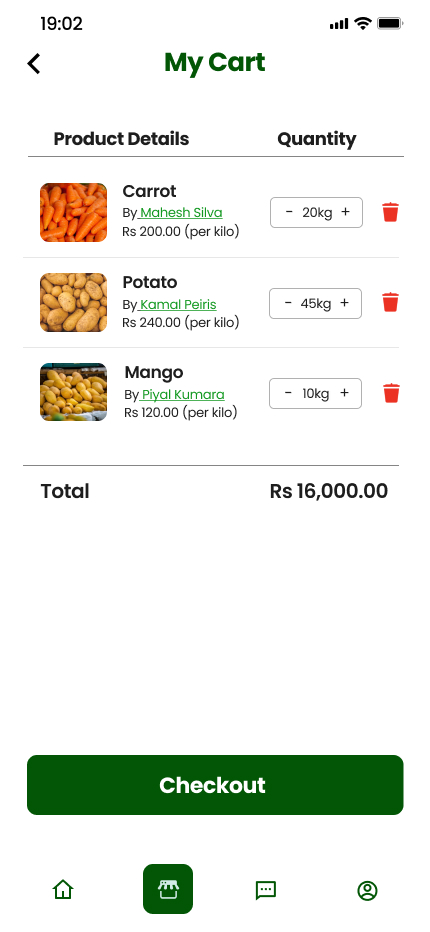 19:02
My Cart
Product Details Quantity
Carrot
By Mahesh Silva
Rs 200.00 (per kilo)
- 20kg +
Potato
By Kamal Peiris
Rs 240.00 (per kilo)
- 45kg +
Mango
By Piyal Kumara
Rs 120.00 (per kilo)
- 10kg +
Total Rs 16,000.00
Checkout